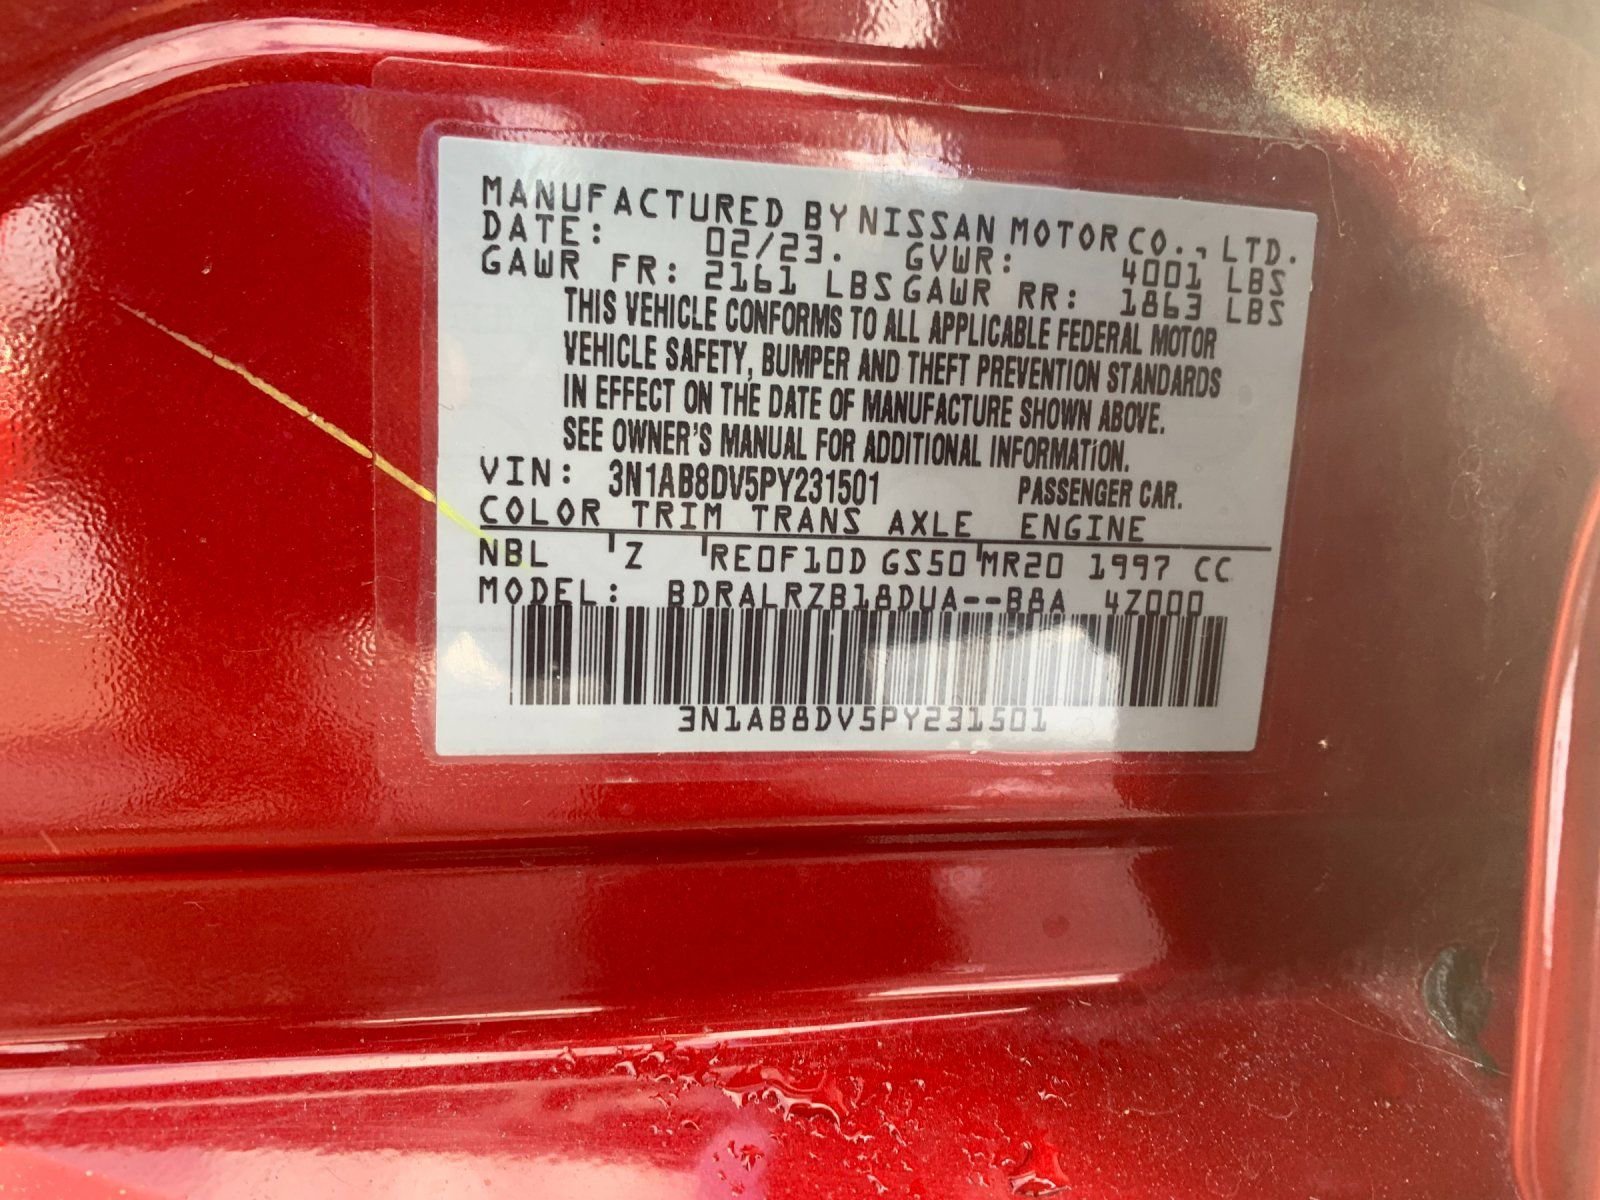 MANUFACTURED BY NISSAN MOTOR CO., LTD.
DATE: 02/23. GVWR: 4001 LBS
GAWR FR: 2161 LBS GAWR RR: 1863 LBS
THIS VEHICLE CONFORMS TO ALL APPLICABLE FEDERAL MOTOR
VEHICLE SAFETY, BUMPER AND THEFT PREVENTION STANDARDS
IN EFFECT ON THE DATE OF MANUFACTURE SHOWN ABOVE.
SEE OWNER'S MANUAL FOR ADDITIONAL INFORMATION.
VIN: 3N1AB8DV5PY231501 PASSENGER CAR.
COLOR TRIM TRANS AXLE ENGINE
NBL Z RE0F10D GS50 MR20 1997 CC
MODEL: BDRALRZB18DUA--B8A 4Z000
3N1AB8DV5PY231501